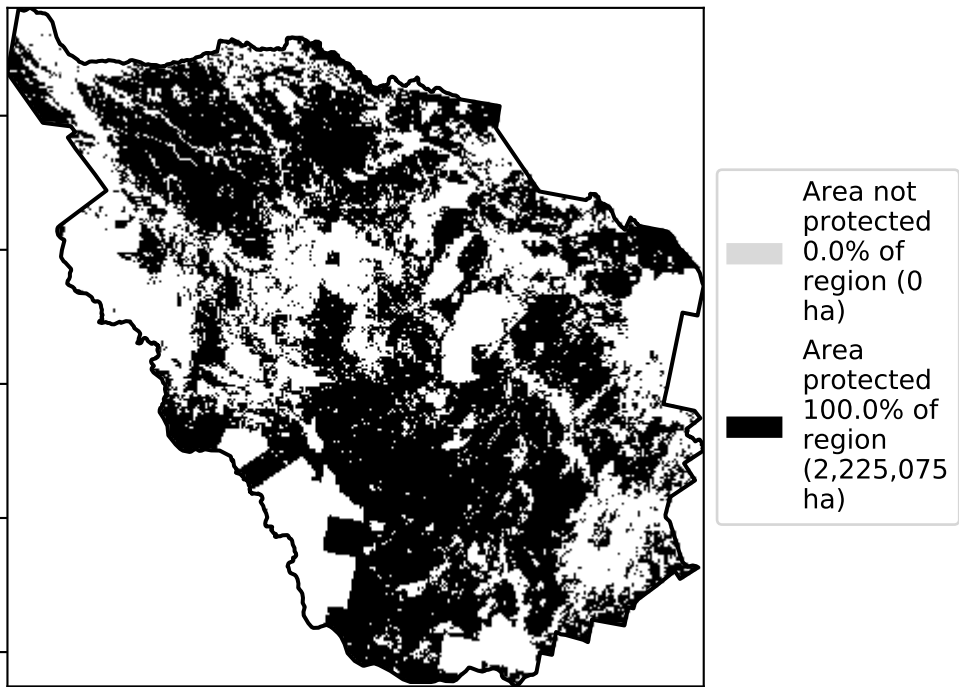 Area not
protected
0.0% of
region (0
ha)
Area
protected
100.0% of
region
(2,225,075
ha)